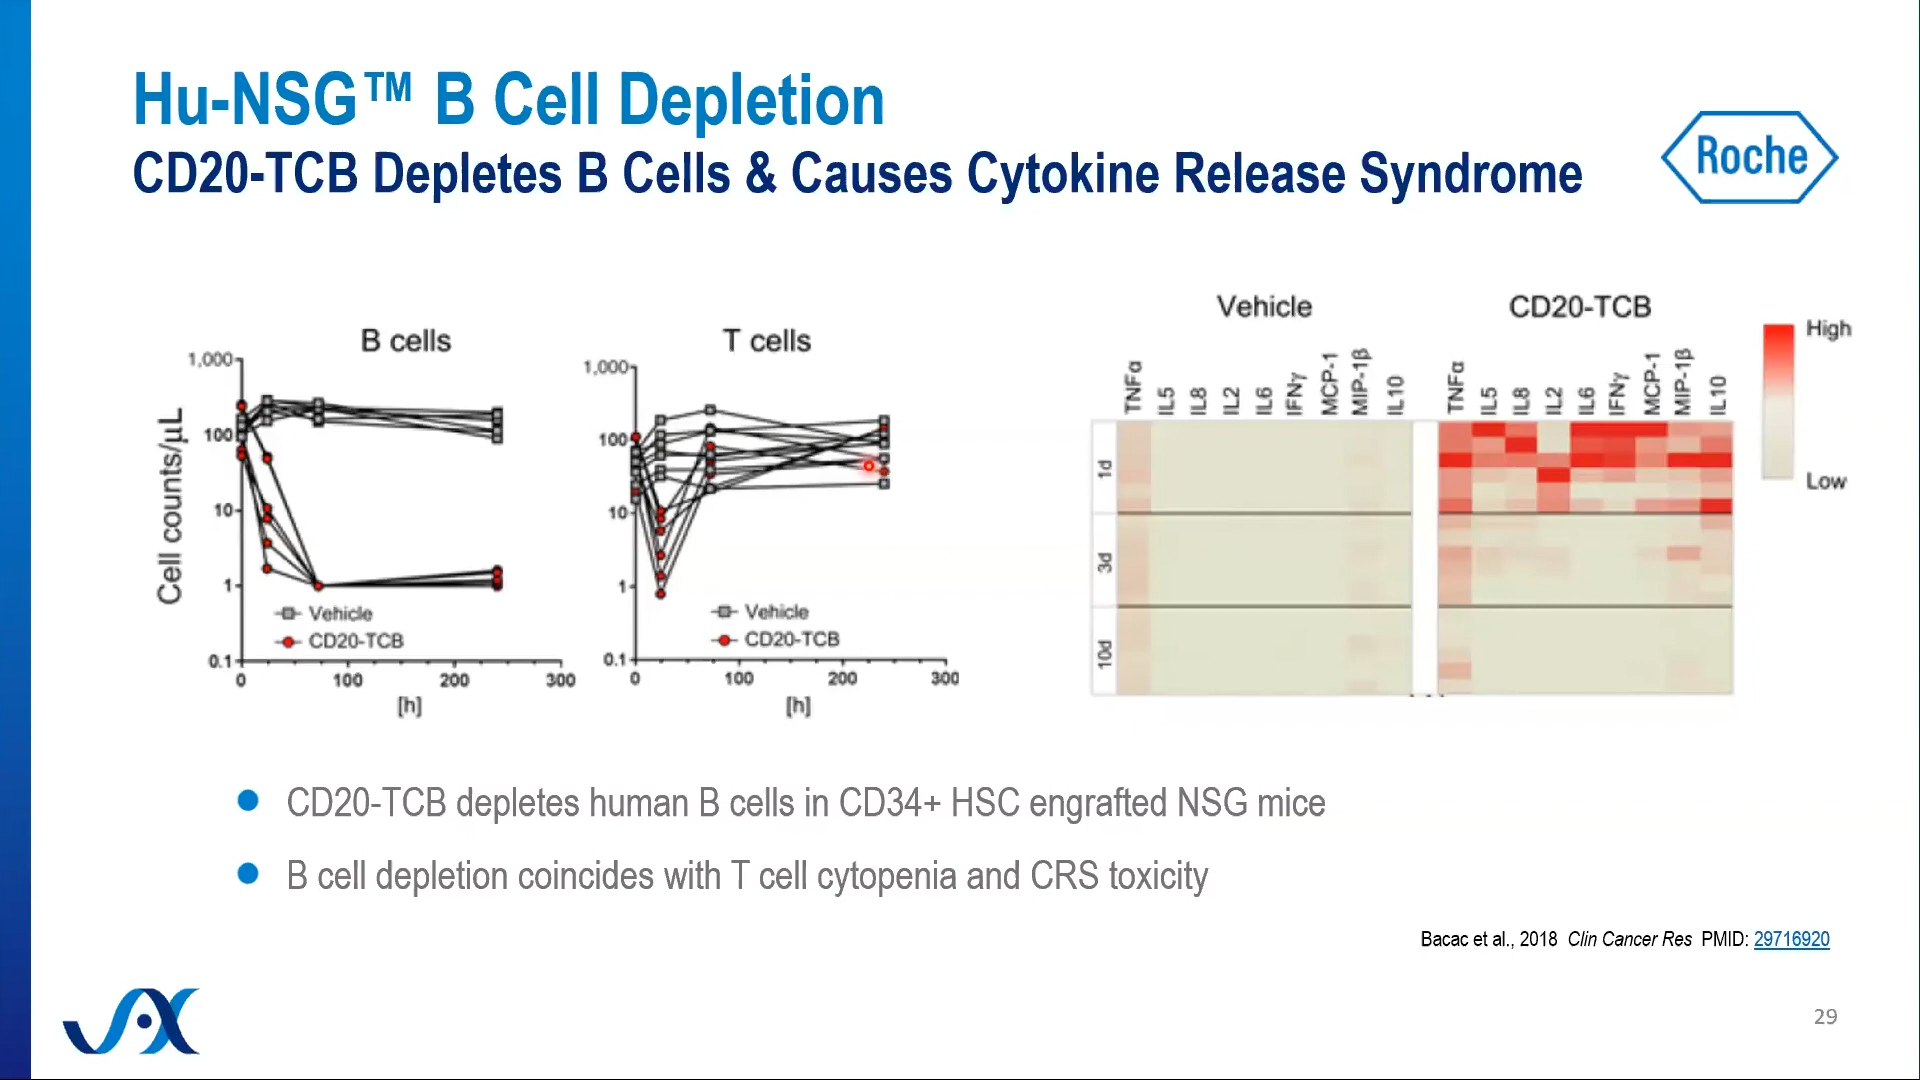 Hu-NSG™ B Cell Depletion
CD20-TCB Depletes B Cells & Causes Cytokine Release Syndrome
Roche
B cells
1,000
100
10
1
0.1
0
100
200
300
[h]
Cell counts/µL
Vehicle
CD20-TCB
T cells
1,000
100
10
1
0.1
0
100
200
300
[h]
Vehicle
CD20-TCB
Vehicle
TNFα
IL5
IL8
IL2
IL6
IFNγ
MCP-1
MIP-1β
IL10
CD20-TCB
TNFα
IL5
IL8
IL2
IL6
IFNγ
MCP-1
MIP-1β
IL10
1d
3d
10d
High
Low
CD20-TCB depletes human B cells in CD34+ HSC engrafted NSG mice
B cell depletion coincides with T cell cytopenia and CRS toxicity
Bacac et al., 2018 Clin Cancer Res PMID: 29716920
JAX
29